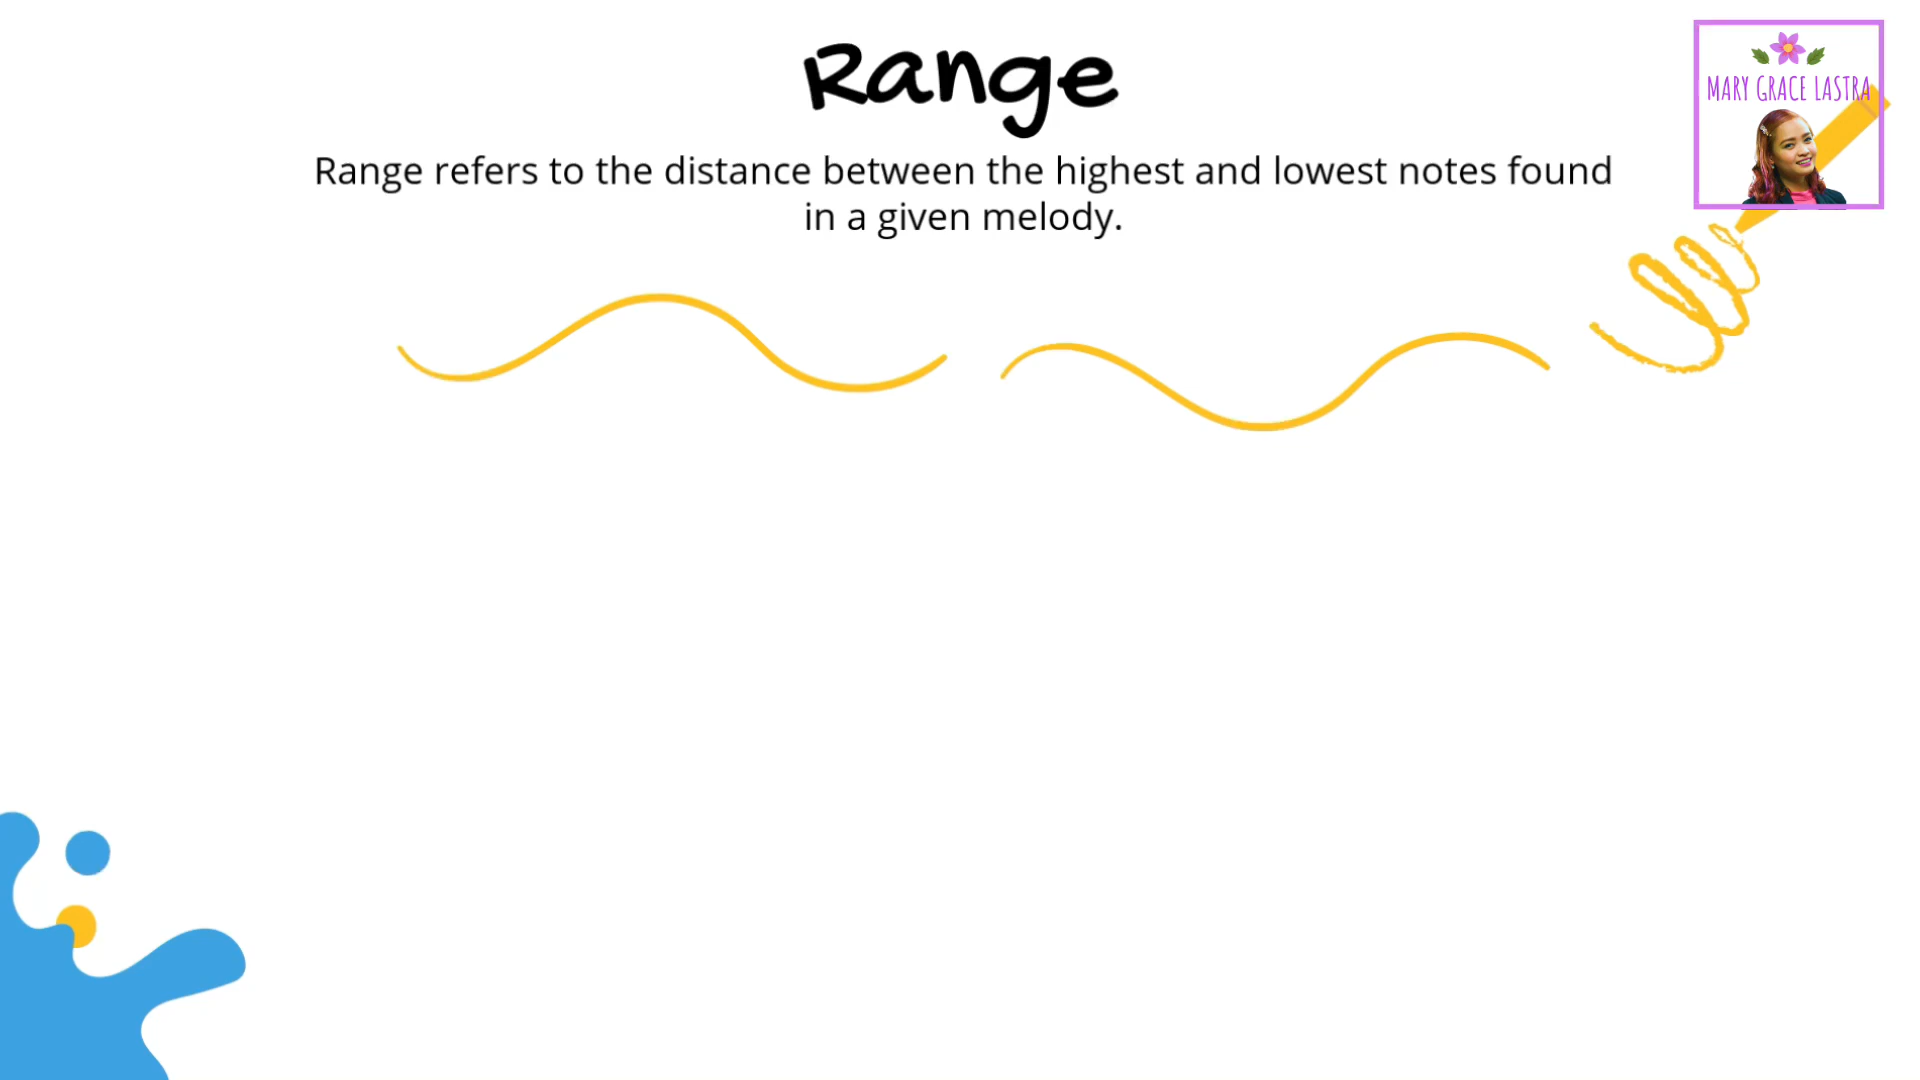 Range
MARY GRACE LASTRA
Range refers to the distance between the highest and lowest notes found
in a given melody.